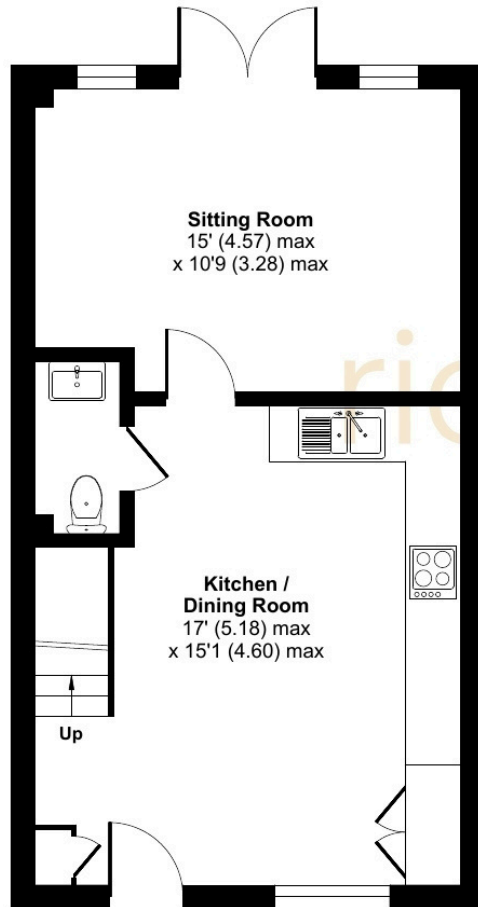 Sitting Room
15' (4.57) max
x 10'9 (3.28) max
ric
Kitchen /
Dining Room
17' (5.18) max
x 15'1 (4.60) max
Up